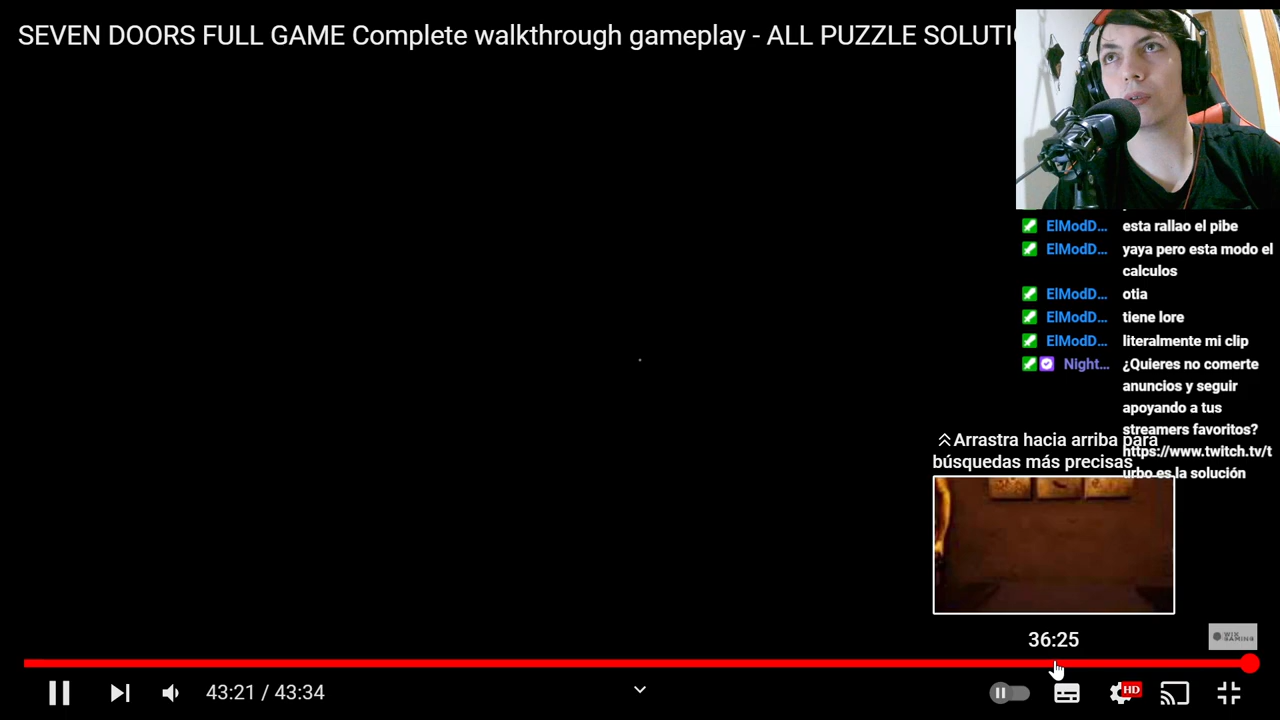 SEVEN DOORS FULL GAME Complete walkthrough gameplay - ALL PUZZLE
ElModD... esta rallao el pibe
ElModD... yaya pero esta modo el
calculos
ElModD... otia
ElModD... tiene lore
ElModD... literalmente mi clip
Night... ¿Quieres no comerte
anuncios y seguir
apoyando a tus
streamers favoritos?
https://www.twitch.tv/t
urbo es la solución
Arrastra hacia arriba para
búsquedas más precisas
36:25
WIK
GAMING
43:21 / 43:34
HD